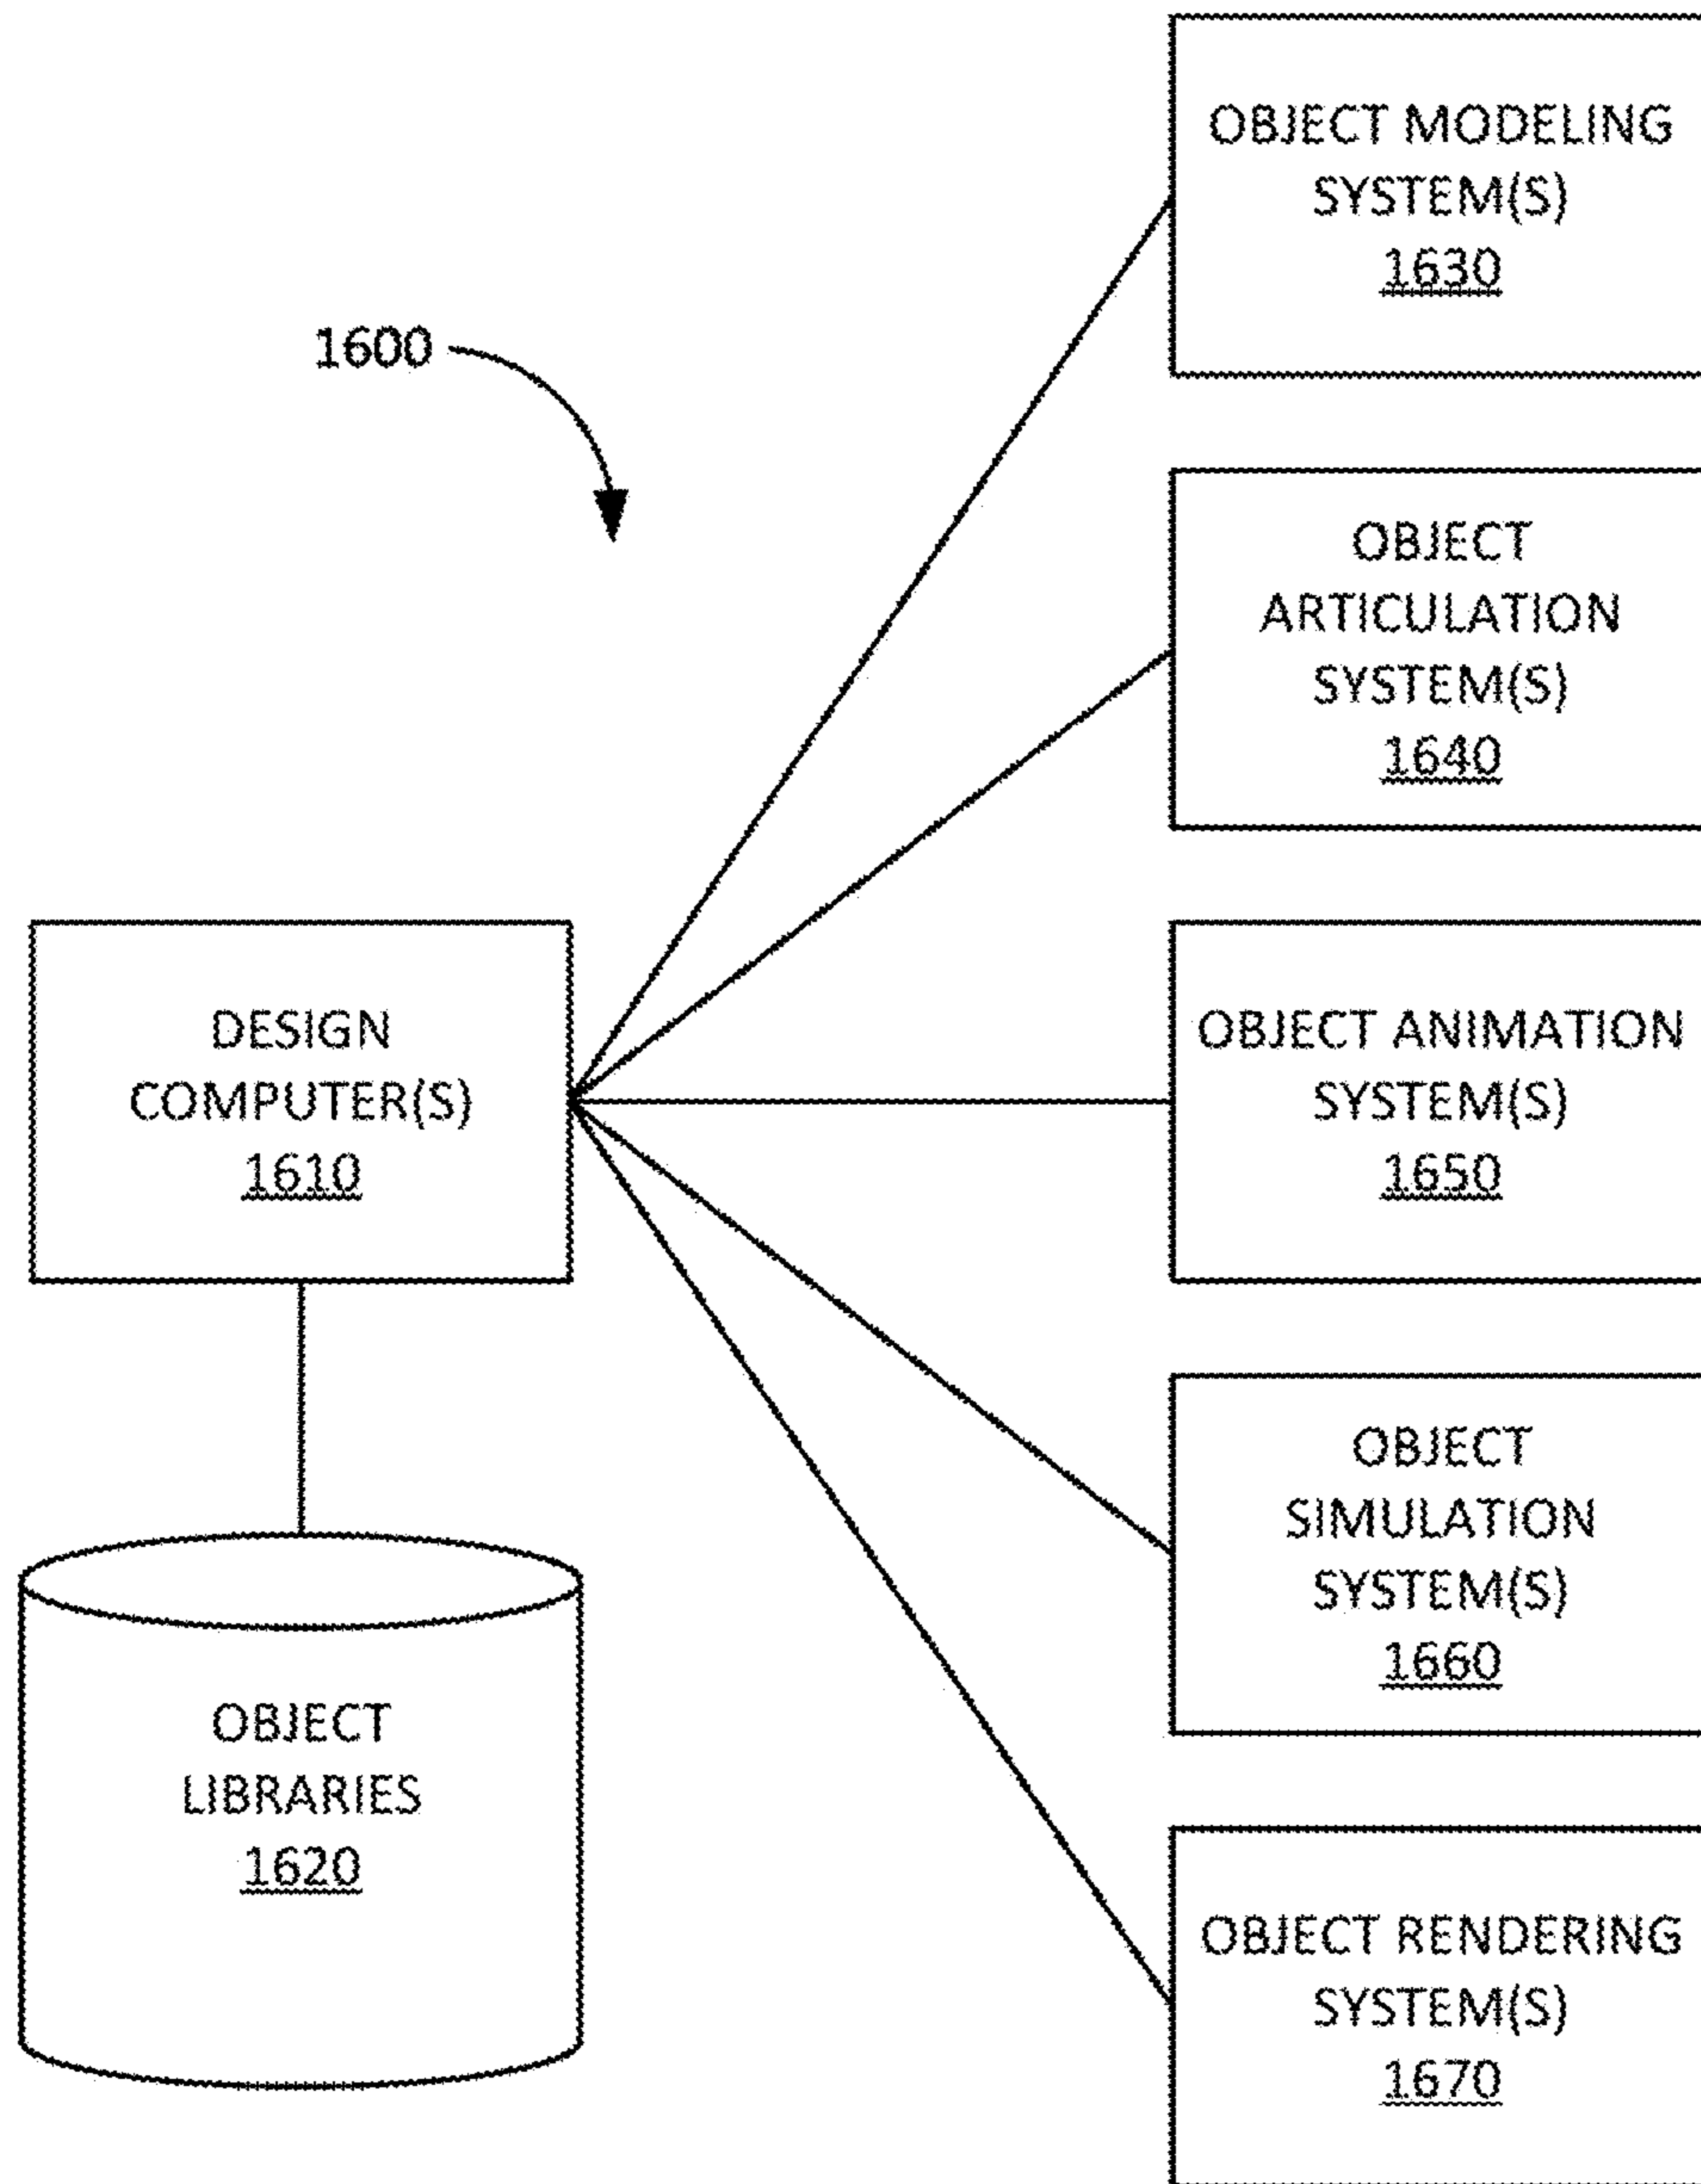 OBJECT MODELING
SYSTEM(S)
1630
1600
OBJECT
ARTICULATION
SYSTEM(S)
1640
DESIGN
COMPUTER(S)
1610
OBJECT ANIMATION
SYSTEM(S)
1650
OBJECT
SIMULATION
SYSTEM(S)
1660
OBJECT
LIBRARIES
1620
OBJECT RENDERING
SYSTEM(S)
1670